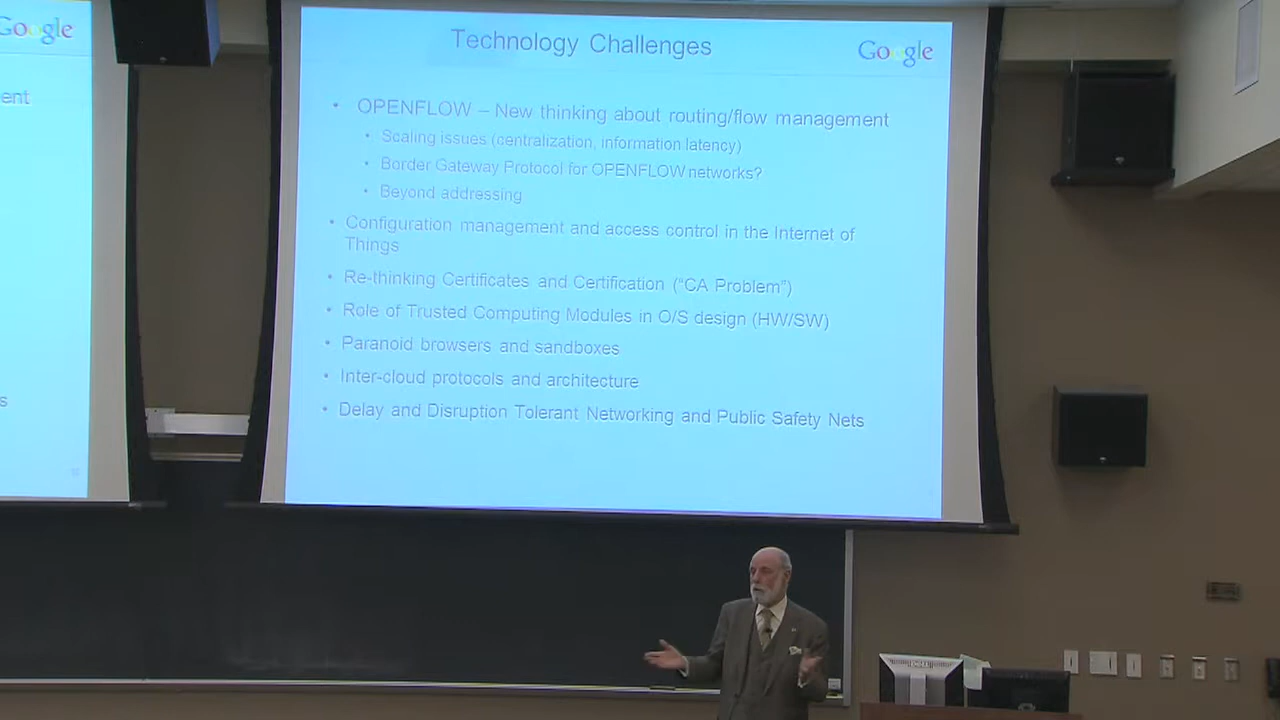 Google
ent
s
Technology Challenges
Google
• OPENFLOW – New thinking about routing/flow management
• Scaling issues (centralization, information latency)
• Border Gateway Protocol for OPENFLOW networks?
• Beyond addressing
• Configuration management and access control in the Internet of
Things
• Re-thinking Certificates and Certification (“CA Problem”)
• Role of Trusted Computing Modules in O/S design (HW/SW)
• Paranoid browsers and sandboxes
• Inter-cloud protocols and architecture
• Delay and Disruption Tolerant Networking and Public Safety Nets